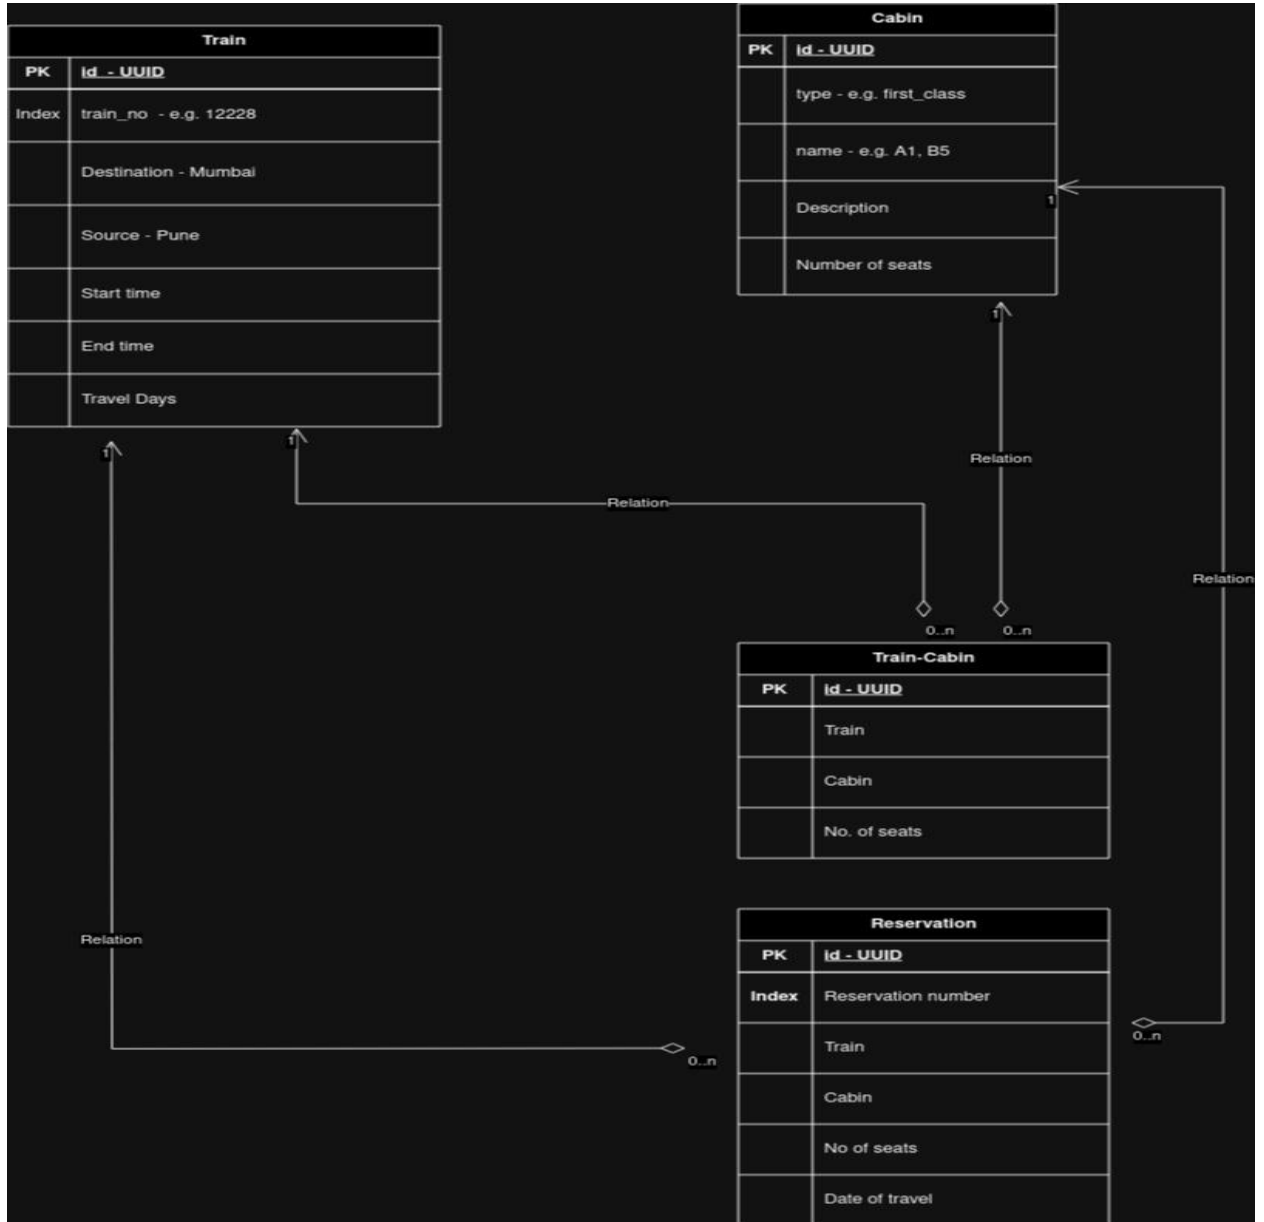 Train
PK id - UUID
Index train_no - e.g. 12228
Destination - Mumbai
Source - Pune
Start time
End time
Travel Days
1
1
Cabin
PK id - UUID
type - e.g. first_class
name - e.g. A1, B5
Description
Number of seats
1
1
Relation
Relation
Relation
0..n
0..n
Train-Cabin
PK id - UUID
Train
Cabin
No. of seats
Relation
0..n
0..n
Reservation
PK id - UUID
Index Reservation number
Train
Cabin
No of seats
Date of travel